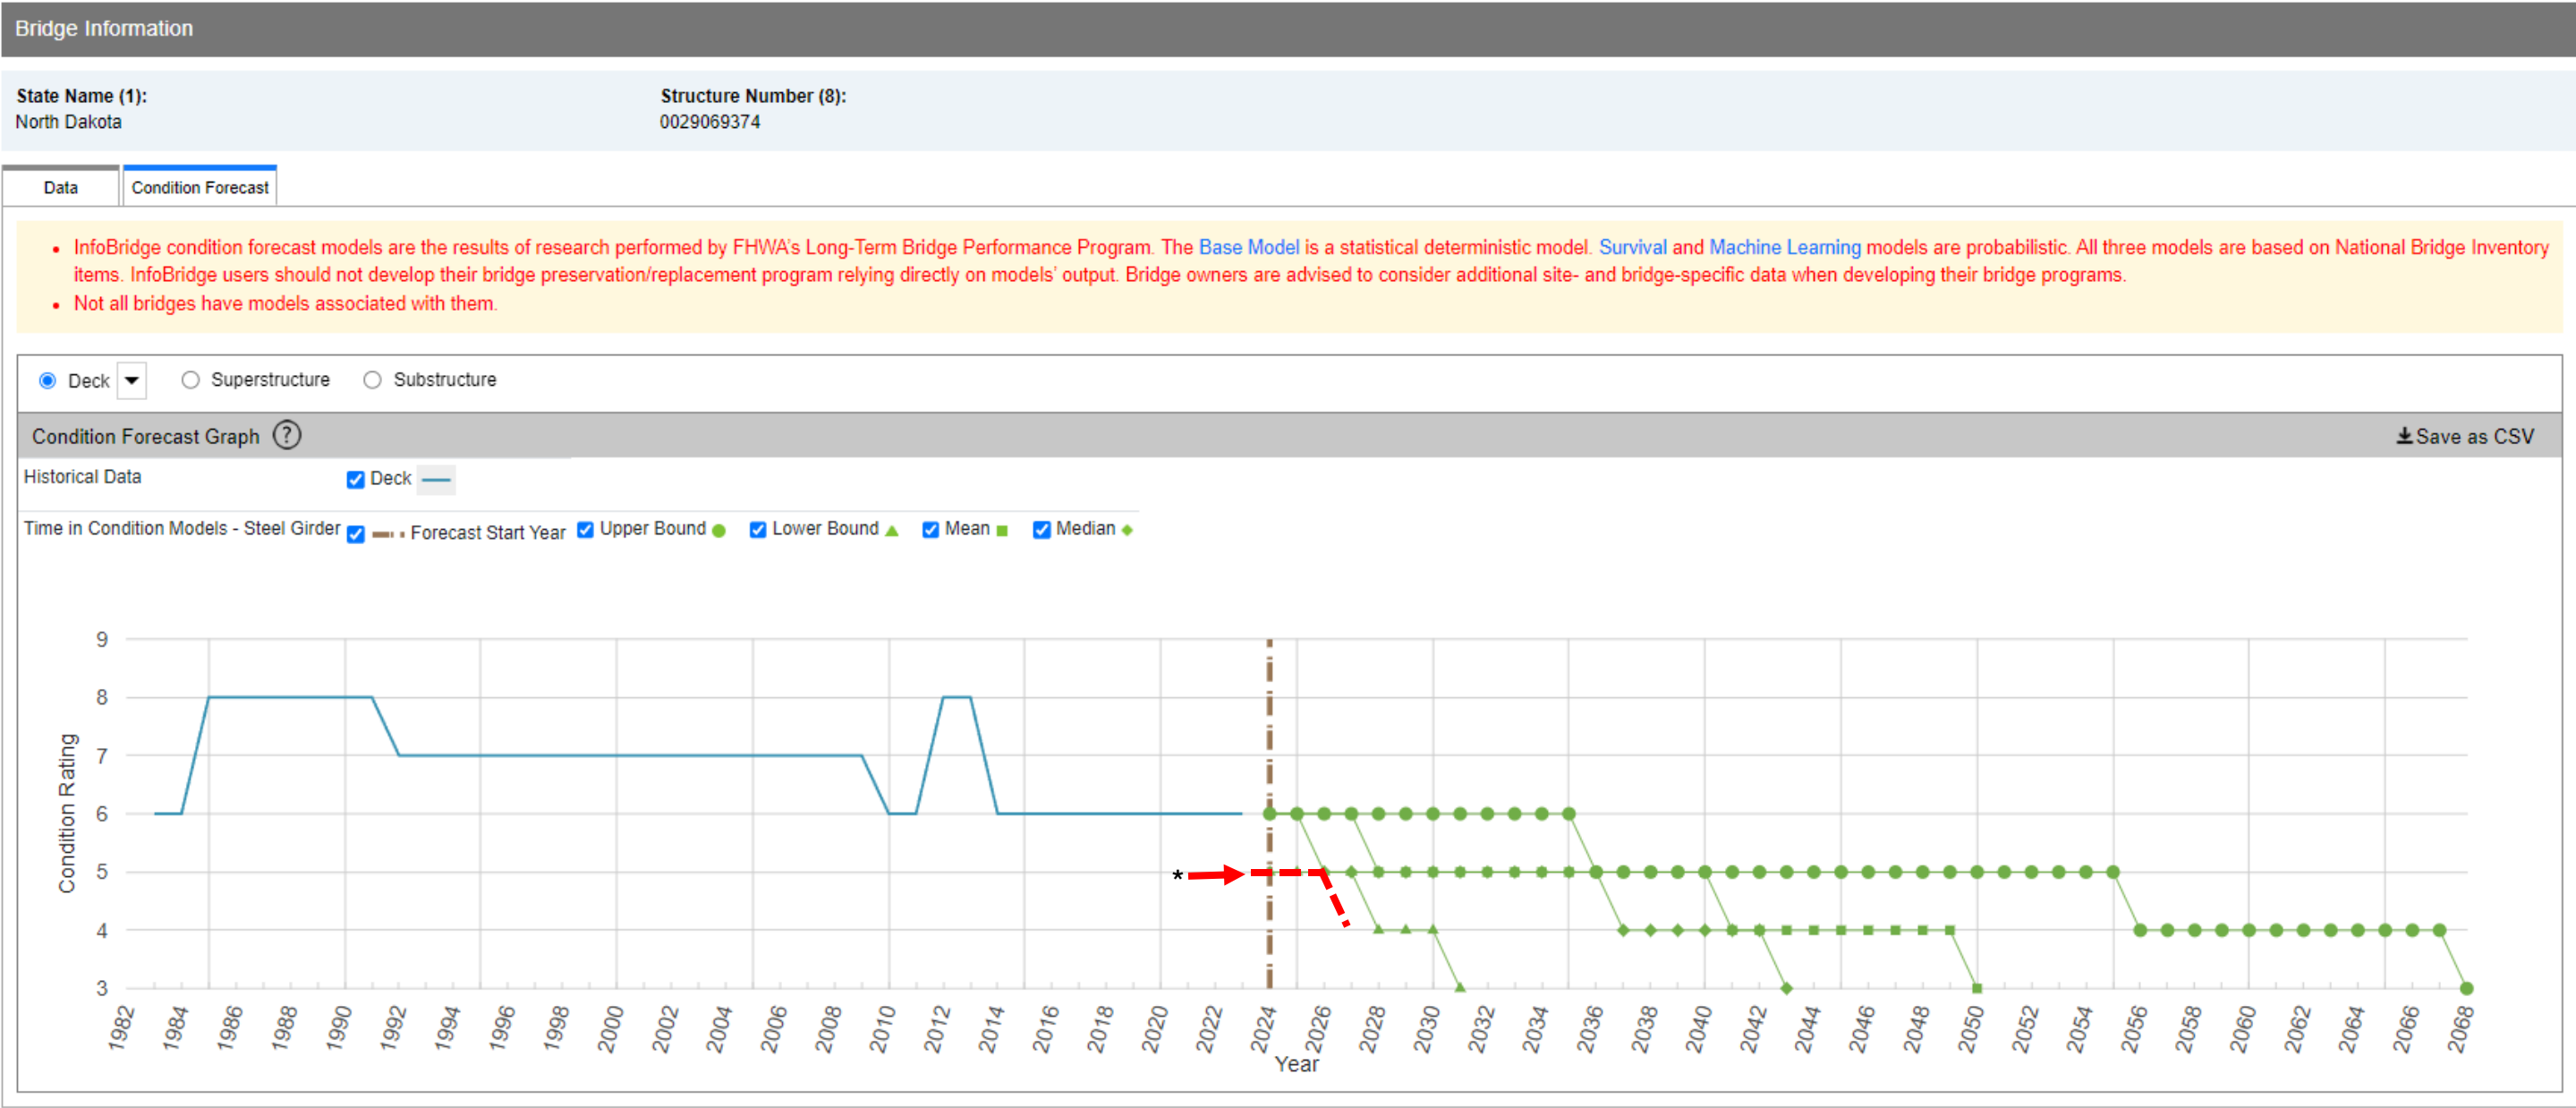 Bridge Information
State Name (1):
Structure Number (8):
North Dakota
0029069374
Data
Condition Forecast
• InfoBridge condition forecast models are the results of research performed by FHWA's Long-Term Bridge Performance Program. The Base Model is a statistical deterministic model. Survival and Machine Learning models are probabilistic. All three models are based on National Bridge Inventory
items. InfoBridge users should not develop their bridge preservation/replacement program relying directly on models' output. Bridge owners are advised to consider additional site- and bridge-specific data when developing their bridge programs.
• Not all bridges have models associated with them.
Deck
Superstructure
Substructure
Condition Forecast Graph ?
Save as CSV
Historical Data
Deck
Time in Condition Models - Steel Girder
Forecast Start Year
Upper Bound
Lower Bound
Mean
Median
Condition Rating
9
8
7
6
5
4
3
*
1982
1984
1986
1988
1990
1992
1994
1996
1998
2000
2002
2004
2006
2008
2010
2012
2014
2016
2018
2020
2022
2024
2026
2028
2030
2032
2034
2036
2038
2040
2042
2044
2046
2048
2050
2052
2054
2056
2058
2060
2062
2064
2066
2068
Year